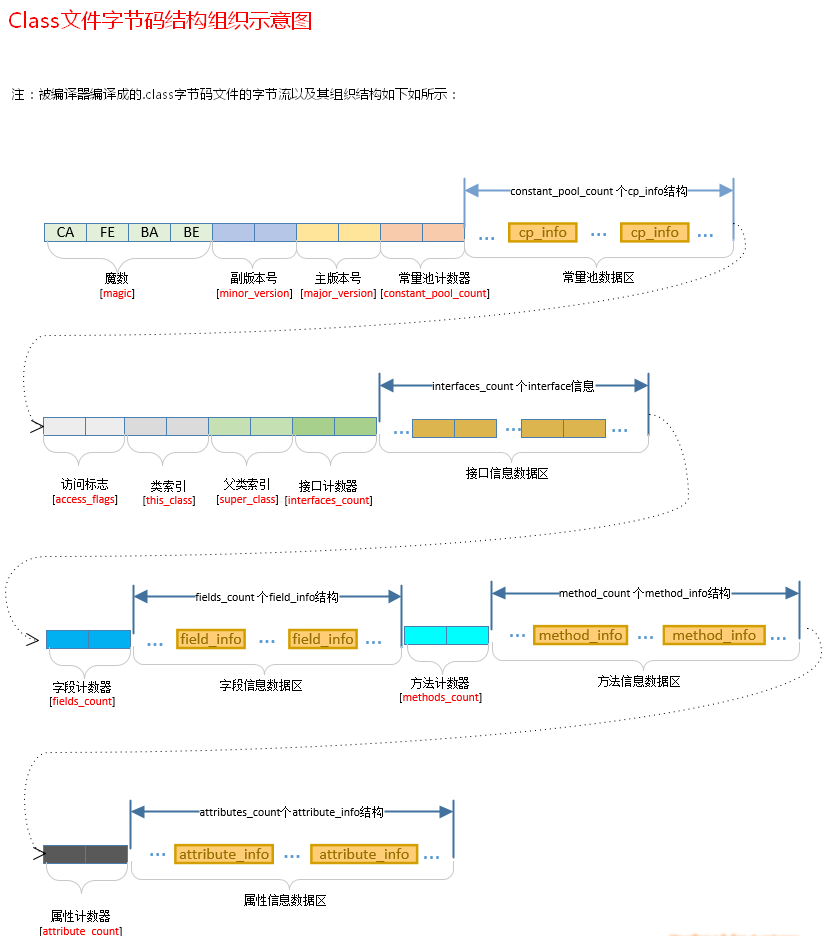 Class文件字节码结构组织示意图
注：被编译器编译成的.class字节码文件的字节流以及其组织结构如下如所示：
constant_pool_count 个cp_info结构
CA FE BA BE ... cp_info ... cp_info ...
魔数 副版本号 主版本号 常量池计数器 常量池数据区
[magic] [minor_version] [major_version] [constant_pool_count]
interfaces_count 个interface信息
... ... ...
访问标志 类索引 父类索引 接口计数器 接口信息数据区
[access_flags] [this_class] [super_class] [interfaces_count]
fields_count 个field_info结构 method_count 个method_info结构
... field_info ... field_info ... ... method_info ... method_info ...
字段计数器 字段信息数据区 方法计数器 方法信息数据区
[fields_count] [methods_count]
attributes_count个attribute_info结构
... attribute_info ... attribute_info ...
属性计数器 属性信息数据区
[attribute_count]